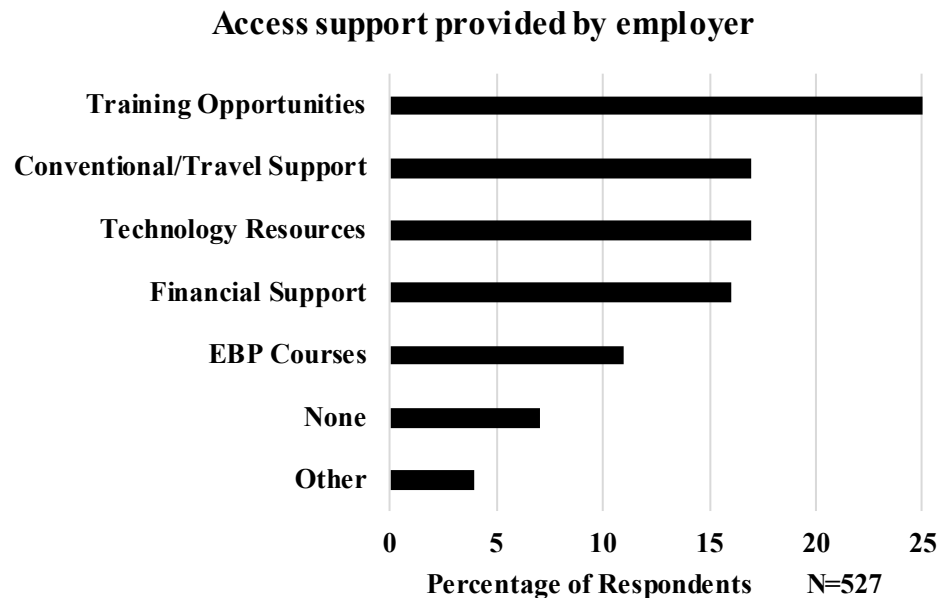 Access support provided by employer
Training Opportunities
Conventional/Travel Support
Technology Resources
Financial Support
EBP Courses
None
Other
0 5 10 15 20 25
Percentage of Respondents N=527